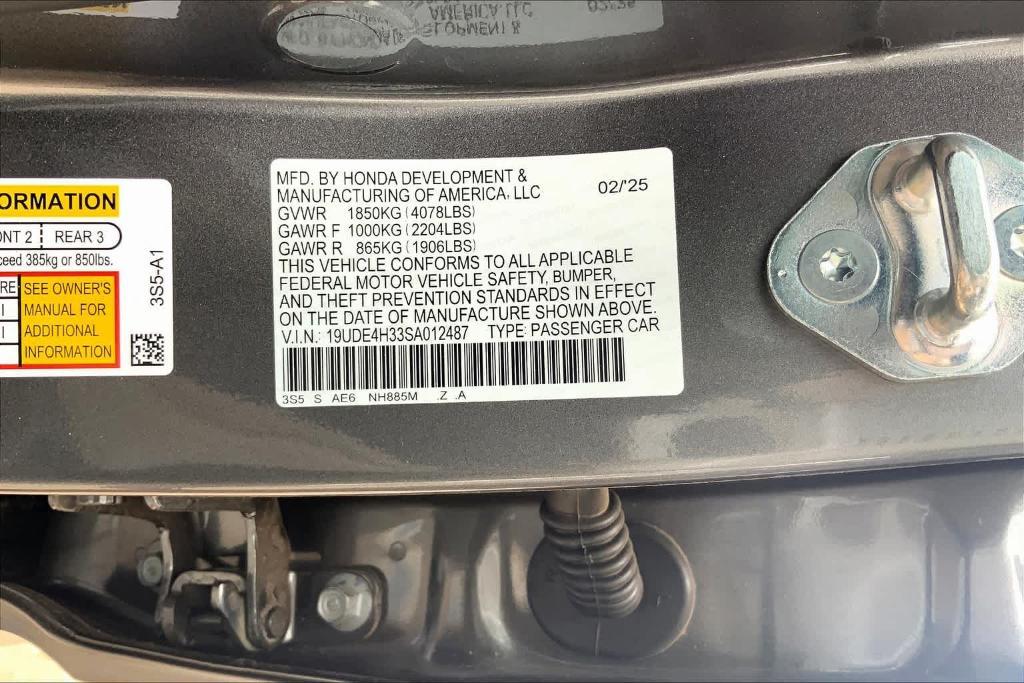 ORMATION
ONT 2 | REAR 3
ceed 385kg or 850lbs.
RE
SEE OWNER'S
MANUAL FOR
ADDITIONAL
INFORMATION
3S5-A1
MFD. BY HONDA DEVELOPMENT &
MANUFACTURING OF AMERICA, LLC 02/'25
GVWR 1850KG (4078LBS)
GAWR F 1000KG (2204LBS)
GAWR R 865KG (1906LBS)
THIS VEHICLE CONFORMS TO ALL APPLICABLE
FEDERAL MOTOR VEHICLE SAFETY, BUMPER,
AND THEFT PREVENTION STANDARDS IN EFFECT
ON THE DATE OF MANUFACTURE SHOWN ABOVE.
V.I.N.: 19UDE4H33SA012487 TYPE: PASSENGER CAR
3S5 S AE6 NH885M .Z .A